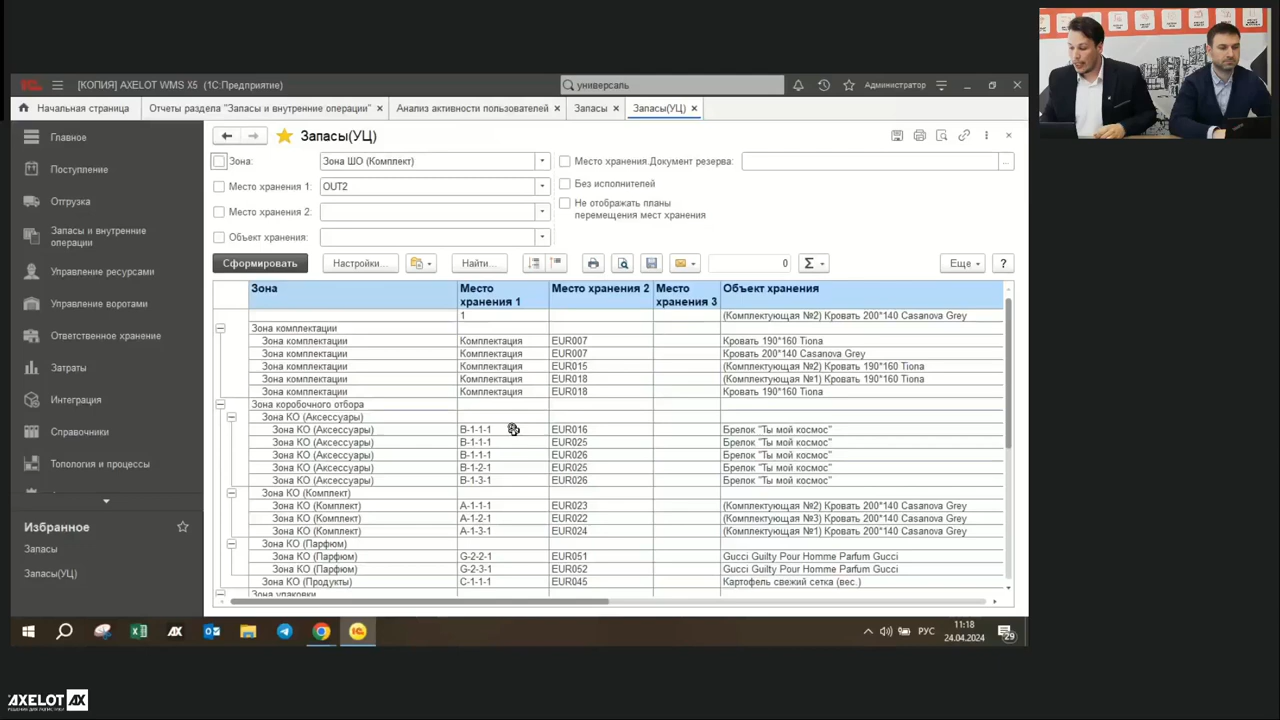 [КОПИЯ] AXELOT WMS X5 (1С:Предприятие)
универсаль
Администратор
Начальная страница
Отчеты раздела "Запасы и внутренние операции"
Анализ активности пользователей
Запасы
Запасы(УЦ)
Главное
Поступление
Отгрузка
Запасы и внутренние
операции
Управление ресурсами
Управление воротами
Ответственное хранение
Затраты
Интеграция
Справочники
Топология и процессы
Избранное
Запасы
Запасы(УЦ)
Запасы(УЦ)
Зона: Зона ШО (Комплект)
Место хранения.Документ резерва:
Место хранения 1: OUT2
Без исполнителей
Место хранения 2:
Не отображать планы
перемещения мест хранения
Объект хранения:
Сформировать Настройки... Найти... 0 Σ Еще ?
Зона Место хранения 1 Место хранения 2 Место хранения 3 Объект хранения
1 (Комплектующая №2) Кровать 200*140 Casanova Grey
Зона комплектации
Зона комплектации Комплектация EUR007 Кровать 190*160 Tiona
Зона комплектации Комплектация EUR007 Кровать 200*140 Casanova Grey
Зона комплектации Комплектация EUR015 (Комплектующая №2) Кровать 190*160 Tiona
Зона комплектации Комплектация EUR018 (Комплектующая №1) Кровать 190*160 Tiona
Зона комплектации Комплектация EUR018 Кровать 190*160 Tiona
Зона коробочного отбора
Зона КО (Аксессуары)
Зона КО (Аксессуары) B-1-1-1 EUR016 Брелок "Ты мой космос"
Зона КО (Аксессуары) B-1-1-1 EUR025 Брелок "Ты мой космос"
Зона КО (Аксессуары) B-1-1-1 EUR026 Брелок "Ты мой космос"
Зона КО (Аксессуары) B-1-2-1 EUR025 Брелок "Ты мой космос"
Зона КО (Аксессуары) B-1-3-1 EUR026 Брелок "Ты мой космос"
Зона КО (Комплект)
Зона КО (Комплект) A-1-1-1 EUR023 (Комплектующая №2) Кровать 200*140 Casanova Grey
Зона КО (Комплект) A-1-2-1 EUR022 (Комплектующая №3) Кровать 200*140 Casanova Grey
Зона КО (Комплект) A-1-3-1 EUR024 (Комплектующая №1) Кровать 200*140 Casanova Grey
Зона КО (Парфюм)
Зона КО (Парфюм) G-2-2-1 EUR051 Gucci Guilty Pour Homme Parfum Gucci
Зона КО (Парфюм) G-2-3-1 EUR052 Gucci Guilty Pour Homme Parfum Gucci
Зона КО (Продукты) C-1-1-1 EUR045 Картофель свежий сетка (вес.)
Зона упаковки
РУС
11:18
24.04.2024
29
AXELOT AX